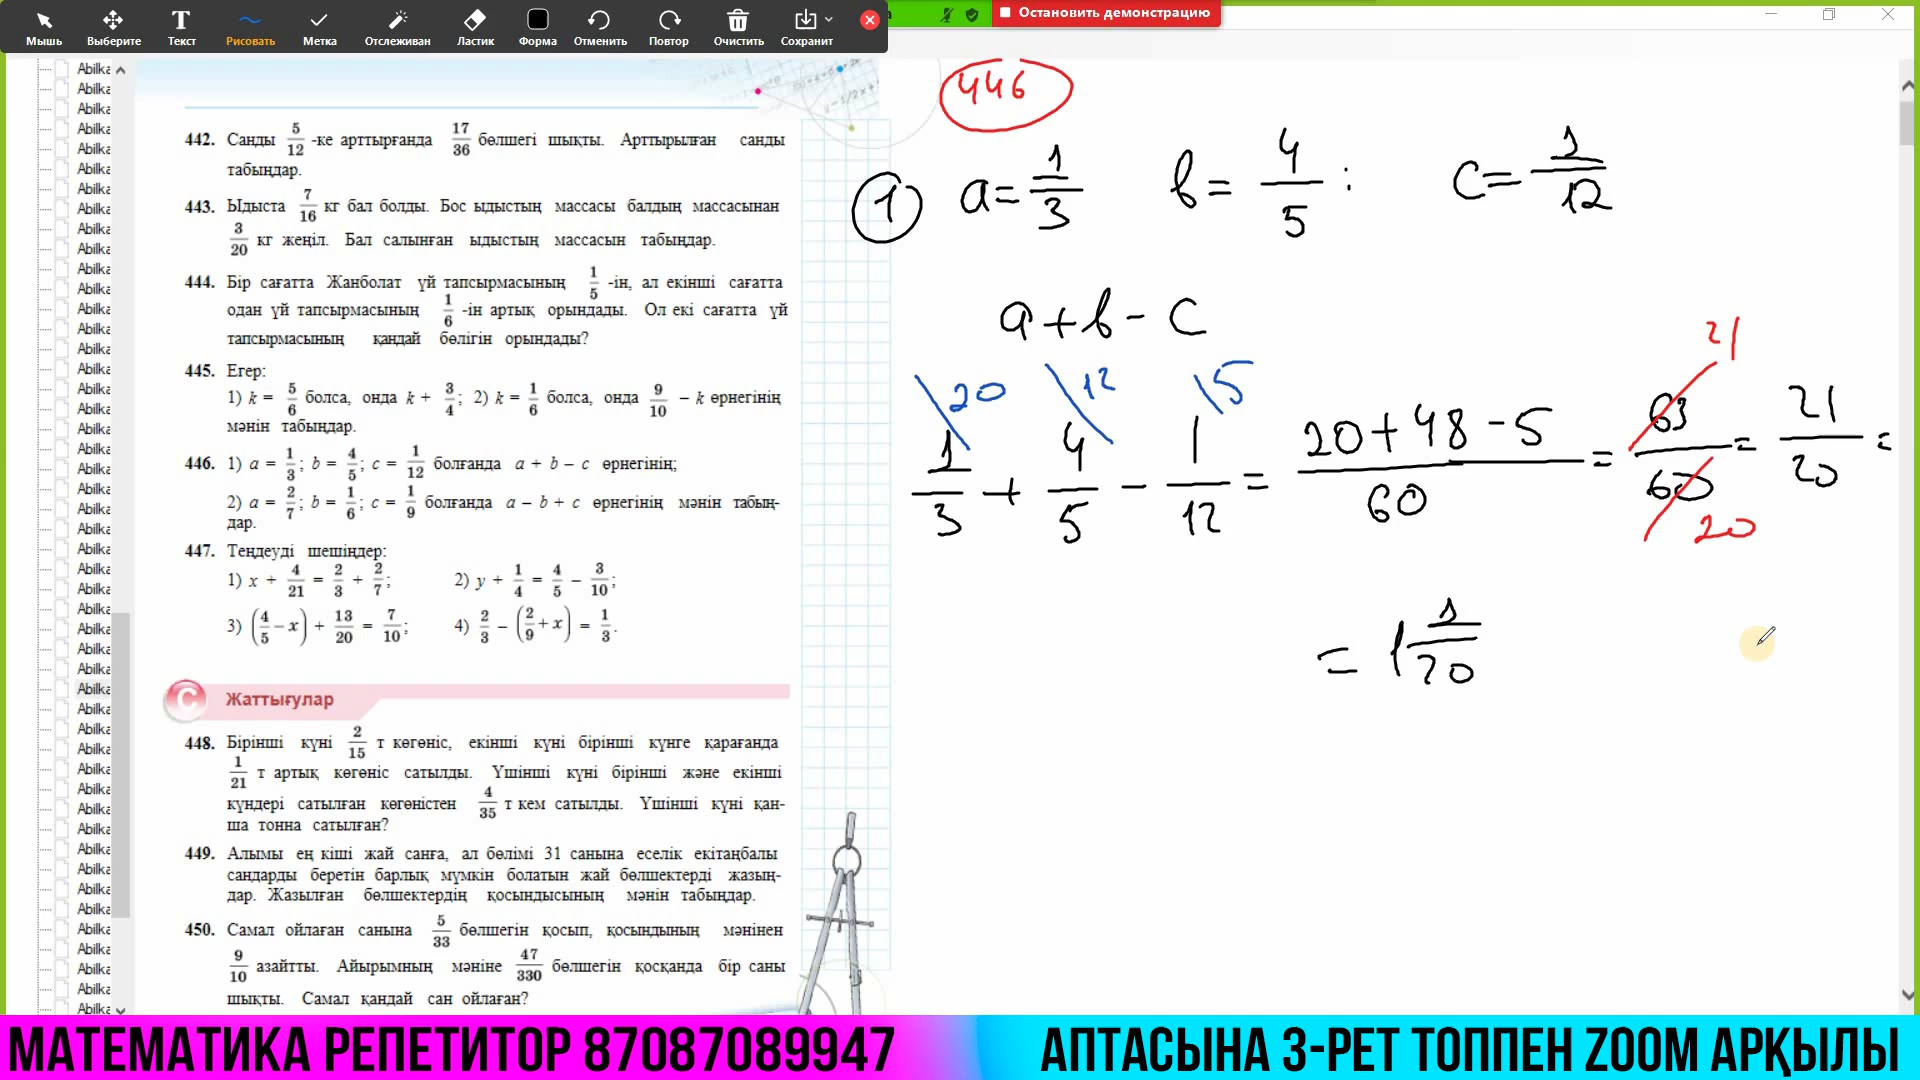 Мышь Выберите Текст Рисовать Метка Отслеживан Ластик Форма Отменить Повтор Очистить Сохранит
Остановить демонстрацию
442. Санды 5/12 -ке арттырғанда 17/36 бөлшегі шықты. Арттырылған санды
табыңдар.
443. Ыдыста 7/16 кг бал болды. Бос ыдыстың массасы балдың массасынан
3/20 кг жеңіл. Бал салынған ыдыстың массасын табыңдар.
444. Бір сағатта Жанболат үй тапсырмасының 1/5 -ін, ал екінші сағатта
одан үй тапсырмасының 1/6 -ін артық орындады. Ол екі сағатта үй
тапсырмасының қандай бөлігін орындады?
445. Егер:
1) k = 5/6 болса, онда k + 3/4; 2) k = 1/6 болса, онда 9/10 – k өрнегінің
мәнін табыңдар.
446. 1) a = 1/3; b = 4/5; c = 1/12 болғанда a + b – c өрнегінің;
2) a = 2/7; b = 1/6; c = 1/9 болғанда a – b + c өрнегінің мәнін табың-
дар.
447. Теңдеуді шешіңдер:
1) x + 4/21 = 2/3 + 2/7; 2) y + 1/4 = 4/5 – 3/10;
3) (4/5 – x) + 13/20 = 7/10; 4) 2/3 – (2/9 + x) = 1/3.
C Жаттығулар
448. Бірінші күні 2/15 т көгөніс, екінші күні бірінші күнге қарағанда
1/21 т артық көгөніс сатылды. Үшінші күні бірінші және екінші
күндері сатылған көгөністен 4/35 т кем сатылды. Үшінші күні қан-
ша тонна сатылған?
449. Алымы ең кіші жай санға, ал бөлімі 31 санына еселік екітаңбалы
сандарды беретін барлық мүмкін болатын жай бөлшектерді жазың-
дар. Жазылған бөлшектердің қосындысының мәнін табыңдар.
450. Самал ойлаған санына 5/33 бөлшегін қосып, қосындының мәнінен
9/10 азайтты. Айырымның мәніне 47/330 бөлшегін қосқанда бір саны
шықты. Самал қандай сан ойлаған?
446
1 a = 1/3 b = 4/5 : c = 1/12
a + b - c
20 12 5 21
1/3 + 4/5 - 1/12 = 20 + 48 - 5/60 = 63/60 = 21/20 =
20
= 1 1/20
МАТЕМАТИКА РЕПЕТИТОР 87087089947
АПТАСЫНА 3-РЕТ ТОППЕН ZOOM АРҚЫЛЫ